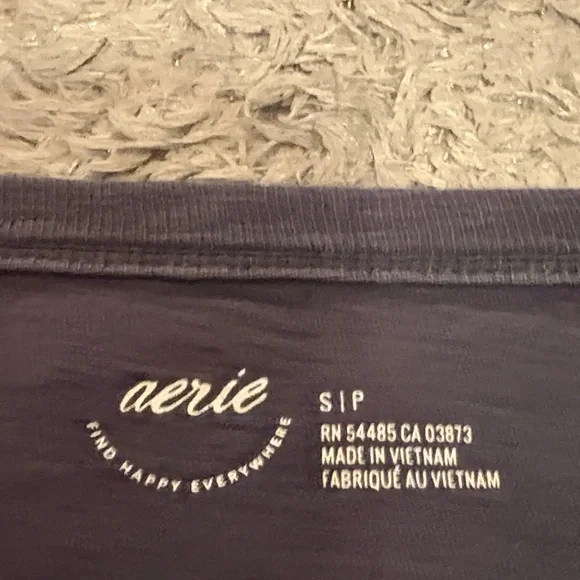 aerie
FIND HAPPY EVERYWHERE
S | P
RN 54485 CA 03873
MADE IN VIETNAM
FABRIQUÉ AU VIETNAM